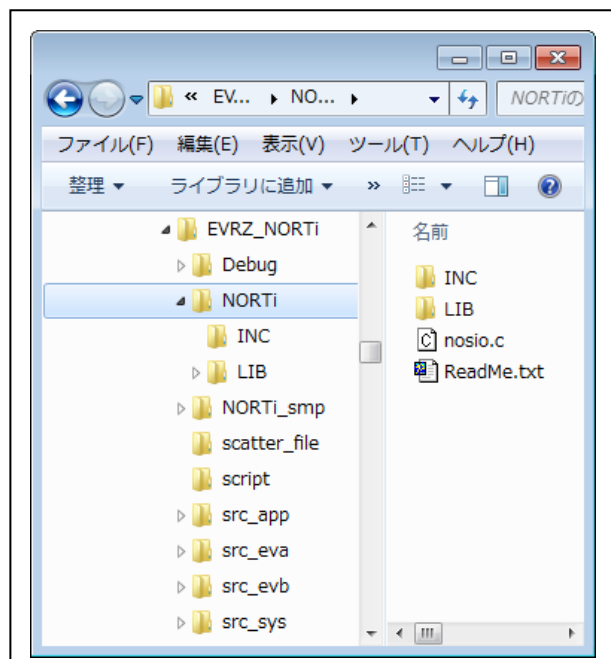 « EV... ▸ NO... ▸
NORTiの
ファイル(F) 編集(E) 表示(V) ツール(T) ヘルプ(H)
整理 ▼ ライブラリに追加 ▼ »
EVRZ_NORTi
Debug
NORTi
INC
LIB
NORTi_smp
scatter_file
script
src_app
src_eva
src_evb
src_sys
名前
INC
LIB
nosio.c
ReadMe.txt